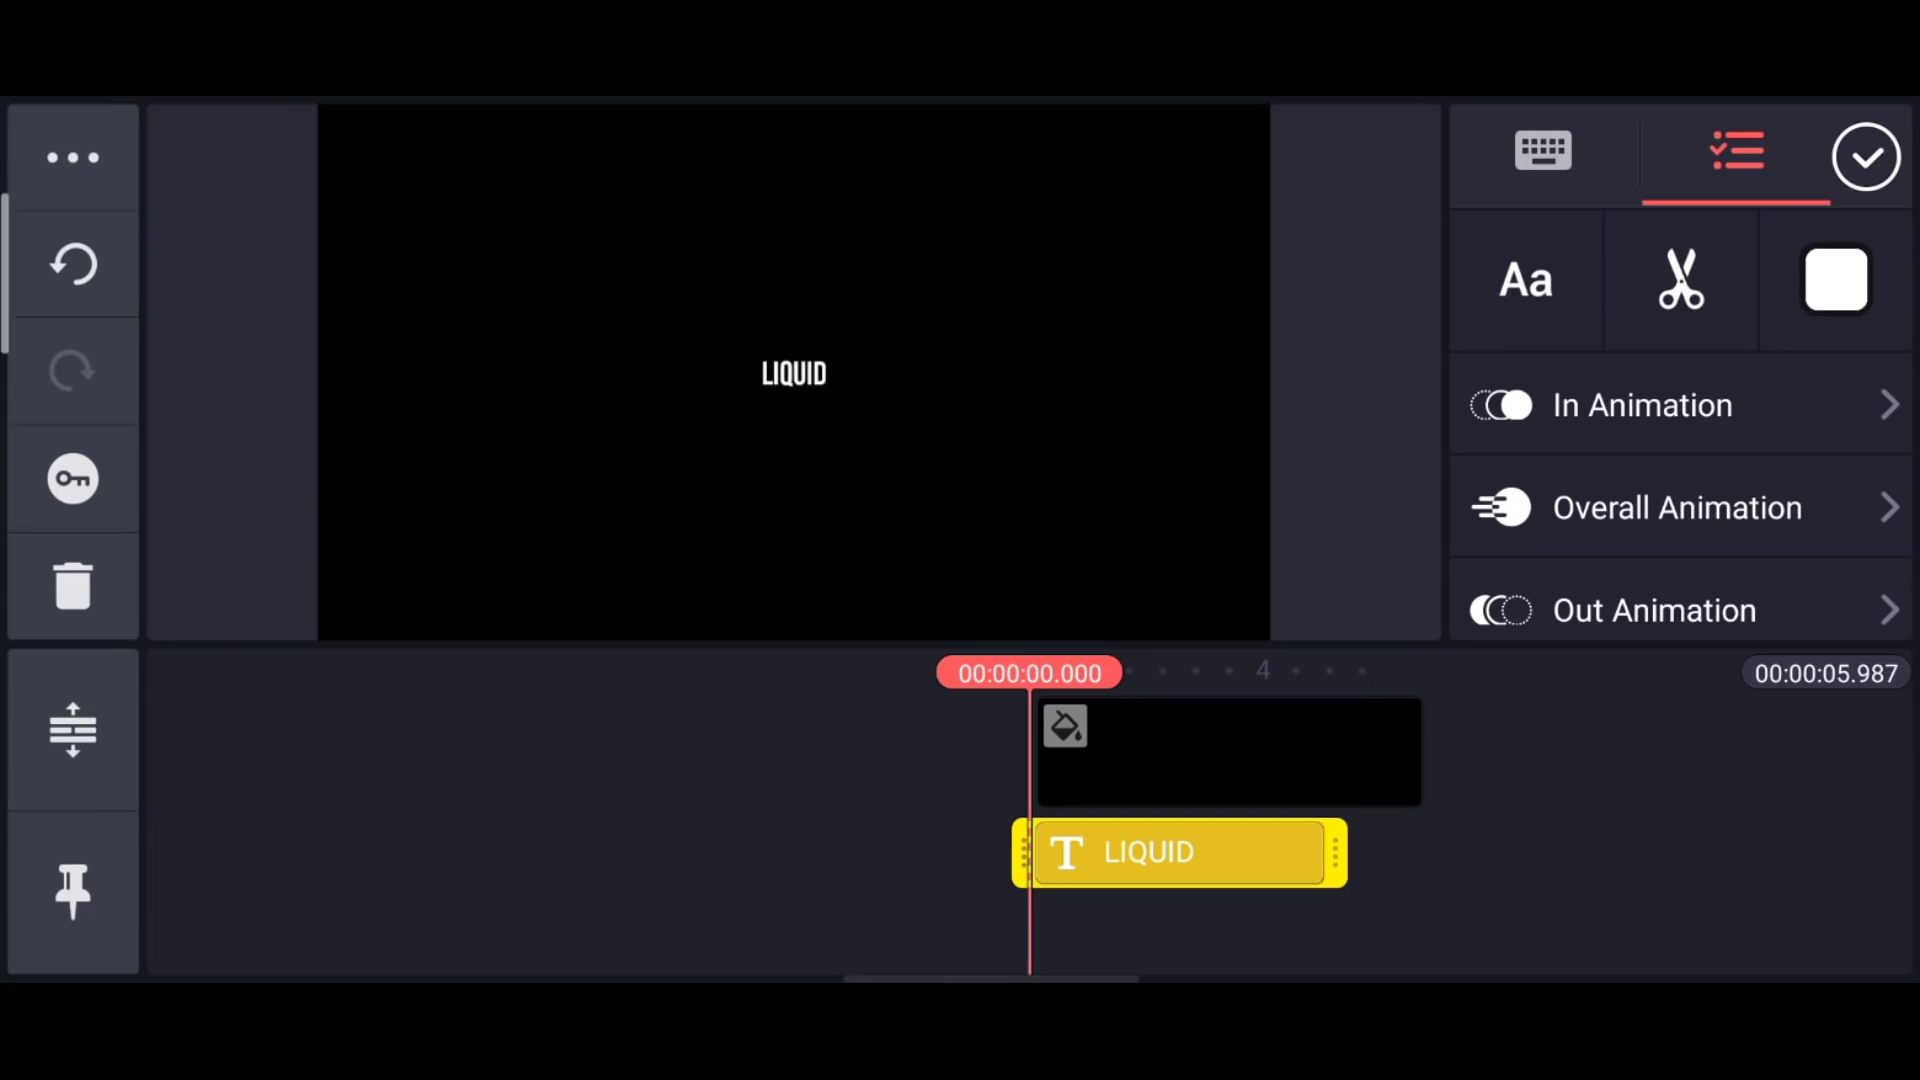 LIQUID
Aa
In Animation
Overall Animation
Out Animation
00:00:00.000
4
00:00:05.987
T LIQUID